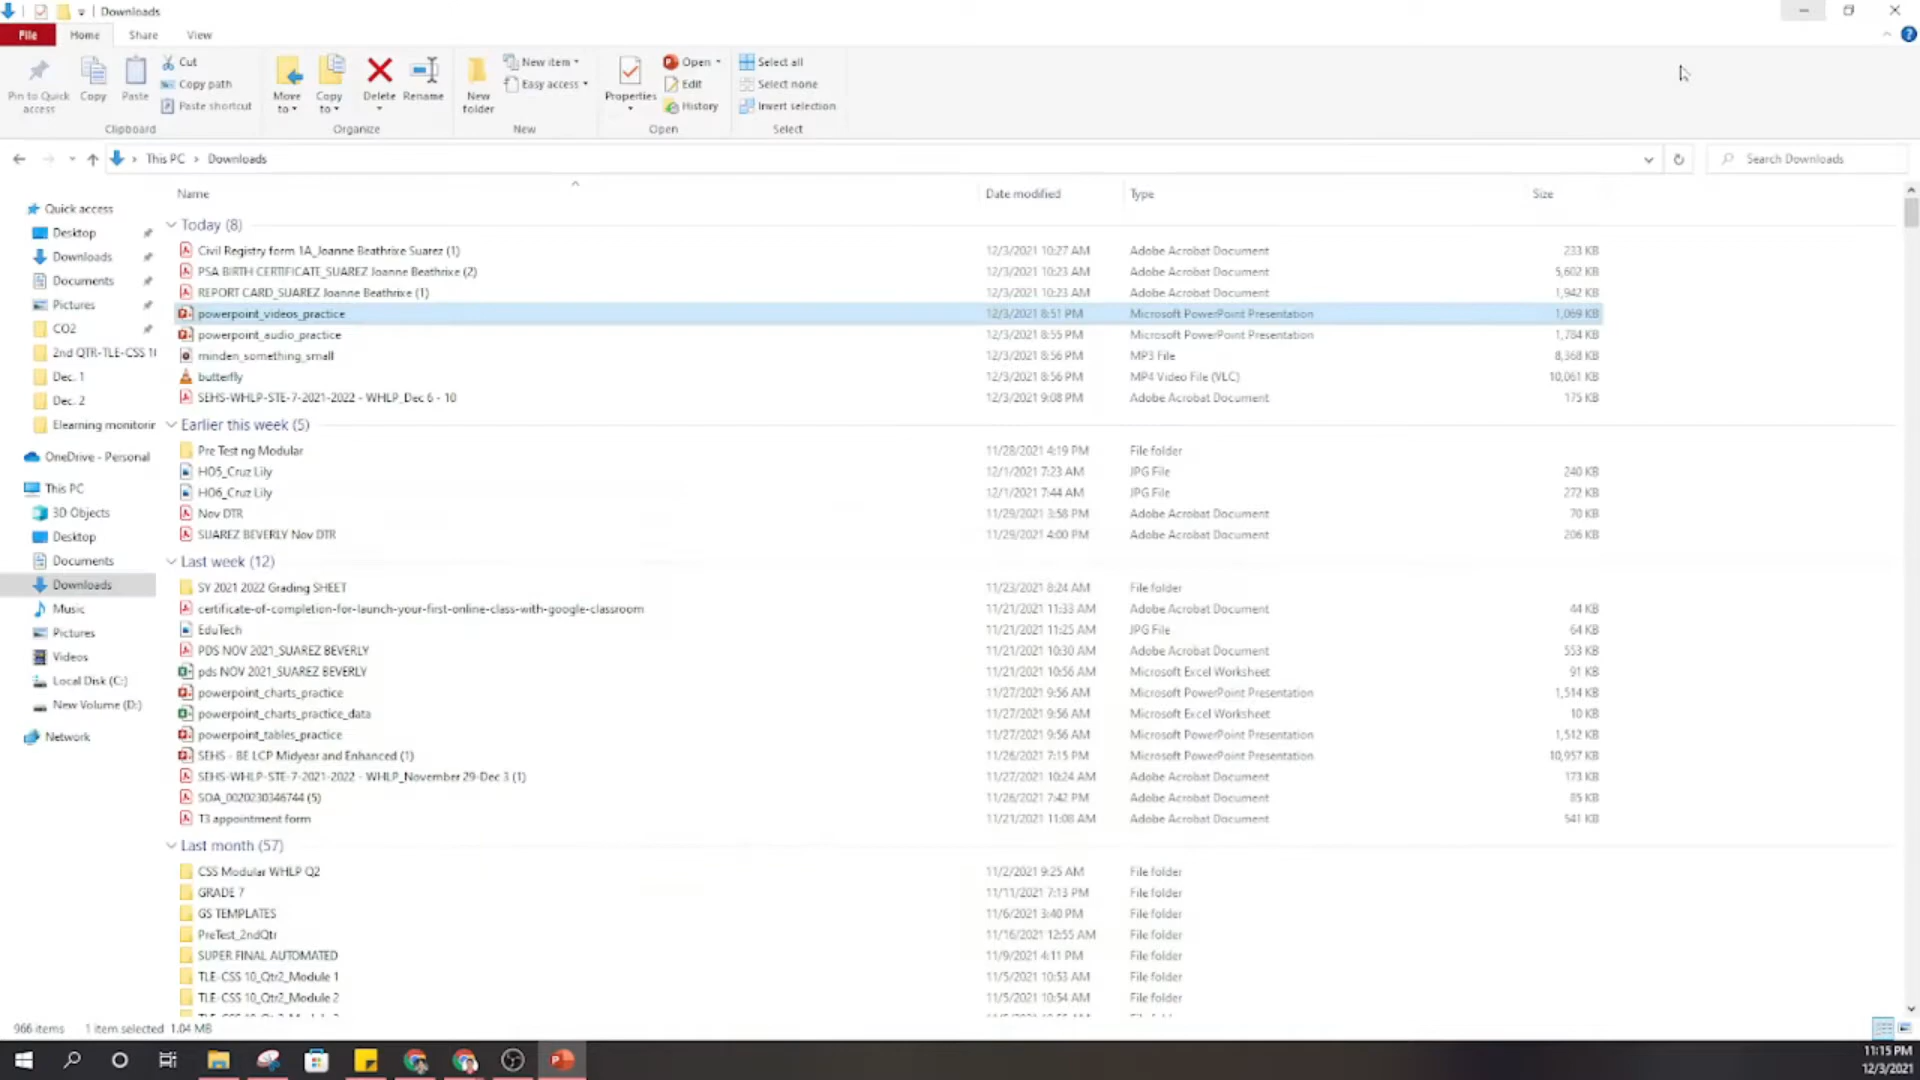 Downloads
File Home Share View
Pin to Quick access
Copy
Paste
Cut
Copy path
Paste shortcut
Clipboard
Move to
Copy to
Delete
Rename
Organize
New folder
New item
Easy access
New
Properties
Open
Edit
History
Open
Select all
Select none
Invert selection
Select
This PC > Downloads
Search Downloads
Quick access
Desktop
Downloads
Documents
Pictures
CO2
2nd QTR-TLE-CSS 1
Dec. 1
Dec. 2
Elearning monitorin
OneDrive - Personal
This PC
3D Objects
Desktop
Documents
Downloads
Music
Pictures
Videos
Local Disk (C:)
New Volume (D:)
Network
Name Date modified Type Size
Today (8)
Civil Registry form 1A_Joanne Beathrixe Suarez (1) 12/3/2021 10:27 AM Adobe Acrobat Document 233 KB
PSA BIRTH CERTIFICATE_SUAREZ Joanne Beathrixe (2) 12/3/2021 10:23 AM Adobe Acrobat Document 5,602 KB
REPORT CARD_SUAREZ Joanne Beathrixe (1) 12/3/2021 10:23 AM Adobe Acrobat Document 1,942 KB
powerpoint_videos_practice 12/3/2021 8:51 PM Microsoft PowerPoint Presentation 1,069 KB
powerpoint_audio_practice 12/3/2021 8:55 PM Microsoft PowerPoint Presentation 1,784 KB
minden_something_small 12/3/2021 8:56 PM MP3 File 8,368 KB
butterfly 12/3/2021 8:56 PM MP4 Video File (VLC) 10,061 KB
SEHS-WHLP-STE-7-2021-2022 - WHLP_Dec 6 - 10 12/3/2021 9:08 PM Adobe Acrobat Document 175 KB
Earlier this week (5)
Pre Test ng Modular 11/28/2021 4:19 PM File folder
HO5_Cruz Lily 12/1/2021 7:23 AM JPG File 240 KB
HO6_Cruz Lily 12/1/2021 7:44 AM JPG File 272 KB
Nov DTR 11/29/2021 3:58 PM Adobe Acrobat Document 70 KB
SUAREZ BEVERLY Nov DTR 11/29/2021 4:00 PM Adobe Acrobat Document 206 KB
Last week (12)
SY 2021 2022 Grading SHEET 11/23/2021 8:24 AM File folder
certificate-of-completion-for-launch-your-first-online-class-with-google-classroom 11/21/2021 11:33 AM Adobe Acrobat Document 44 KB
EduTech 11/21/2021 11:25 AM JPG File 64 KB
PDS NOV 2021_SUAREZ BEVERLY 11/21/2021 10:30 AM Adobe Acrobat Document 553 KB
pds NOV 2021_SUAREZ BEVERLY 11/21/2021 10:56 AM Microsoft Excel Worksheet 91 KB
powerpoint_charts_practice 11/27/2021 9:56 AM Microsoft PowerPoint Presentation 1,514 KB
powerpoint_charts_practice_data 11/27/2021 9:56 AM Microsoft Excel Worksheet 10 KB
powerpoint_tables_practice 11/27/2021 9:56 AM Microsoft PowerPoint Presentation 1,512 KB
SEHS - BE LCP Midyear and Enhanced (1) 11/26/2021 7:15 PM Microsoft PowerPoint Presentation 10,957 KB
SEHS-WHLP-STE-7-2021-2022 - WHLP_November 29-Dec 3 (1) 11/27/2021 10:24 AM Adobe Acrobat Document 173 KB
SOA_0020230346744 (5) 11/26/2021 7:42 PM Adobe Acrobat Document 85 KB
T3 appointment form 11/21/2021 11:08 AM Adobe Acrobat Document 541 KB
Last month (57)
CSS Modular WHLP Q2 11/2/2021 9:25 AM File folder
GRADE 7 11/11/2021 7:13 PM File folder
GS TEMPLATES 11/6/2021 3:40 PM File folder
PreTest_2ndQtr 11/16/2021 12:55 AM File folder
SUPER FINAL AUTOMATED 11/9/2021 4:11 PM File folder
TLE-CSS 10_Qtr2_Module 1 11/5/2021 10:53 AM File folder
TLE-CSS 10_Qtr2_Module 2 11/5/2021 10:54 AM File folder
966 items 1 item selected 1.04 MB
11:15 PM
12/3/2021